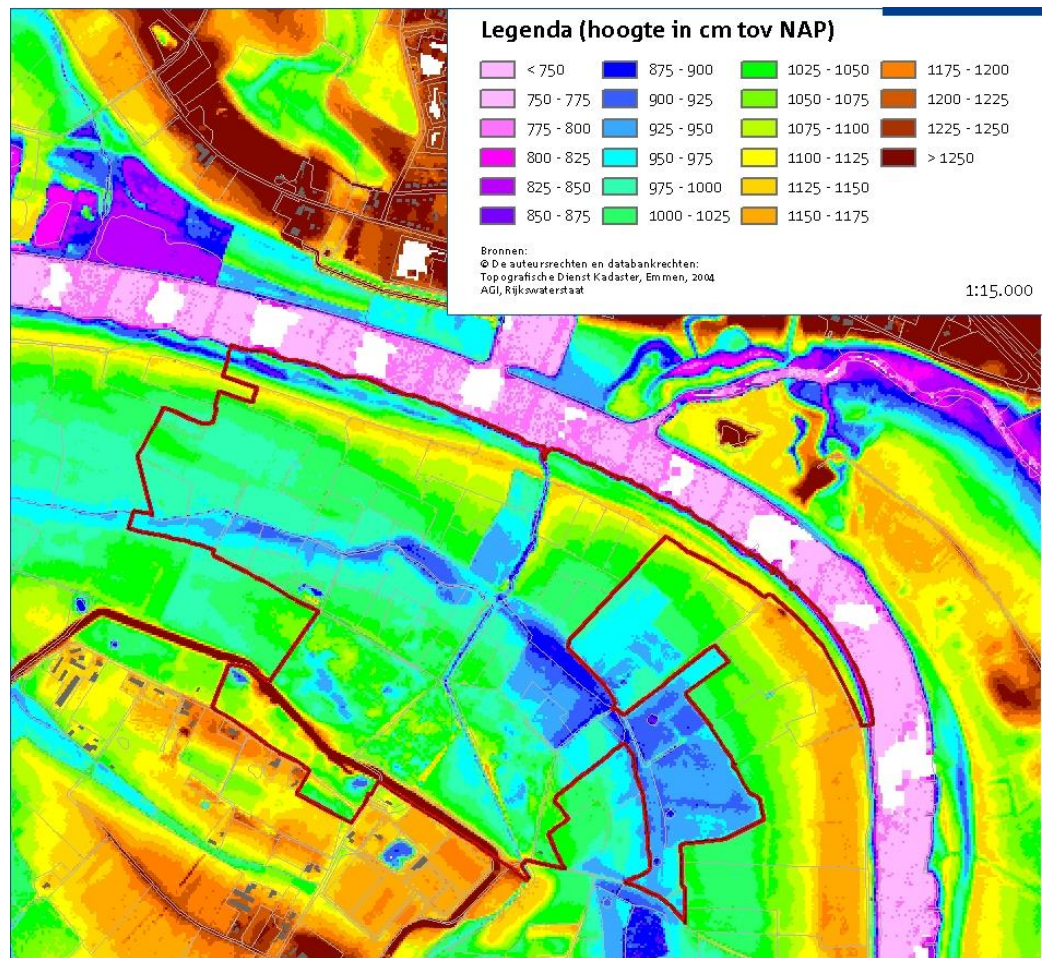 Legenda (hoogte in cm tov NAP)
< 750
750 - 775
775 - 800
800 - 825
825 - 850
850 - 875
875 - 900
900 - 925
925 - 950
950 - 975
975 - 1000
1000 - 1025
1025 - 1050
1050 - 1075
1075 - 1100
1100 - 1125
1125 - 1150
1150 - 1175
1175 - 1200
1200 - 1225
1225 - 1250
> 1250
Bronnen:
© De auteursrechten en databankrechten:
Topografische Dienst Kadaster, Emmen, 2004
AGI, Rijkswaterstaat
1:15.000